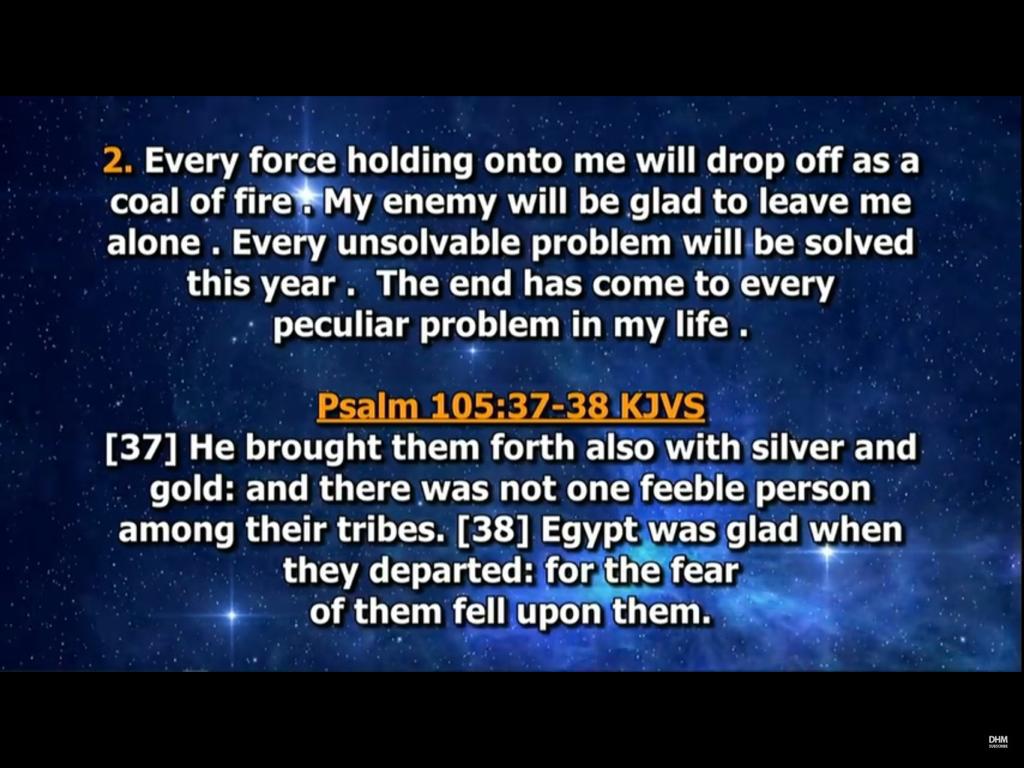 2. Every force holding onto me will drop off as a
coal of fire . My enemy will be glad to leave me
alone . Every unsolvable problem will be solved
this year .  The end has come to every
peculiar problem in my life .
Psalm 105:37-38 KJVS
[37] He brought them forth also with silver and
gold: and there was not one feeble person
among their tribes. [38] Egypt was glad when
they departed: for the fear
of them fell upon them.
DHM
SUBSCRIBE